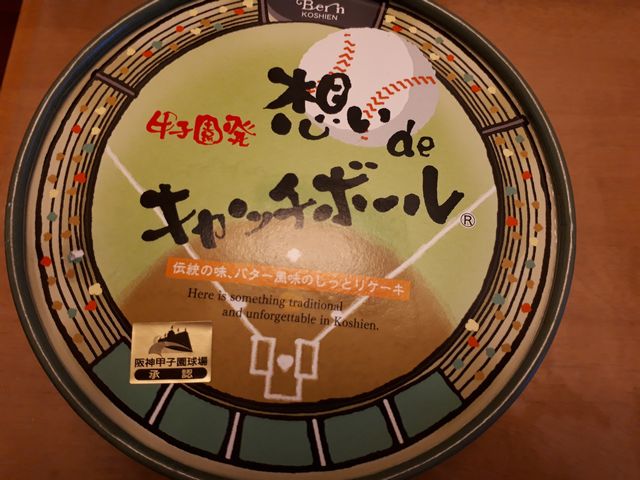 Bern
KOSHIEN
甲子園発
想い
de
キャッチボール®
伝統の味、バター風味のしっとりケーキ
Here is something traditional
and unforgettable in Koshien.
阪神甲子園球場
承認